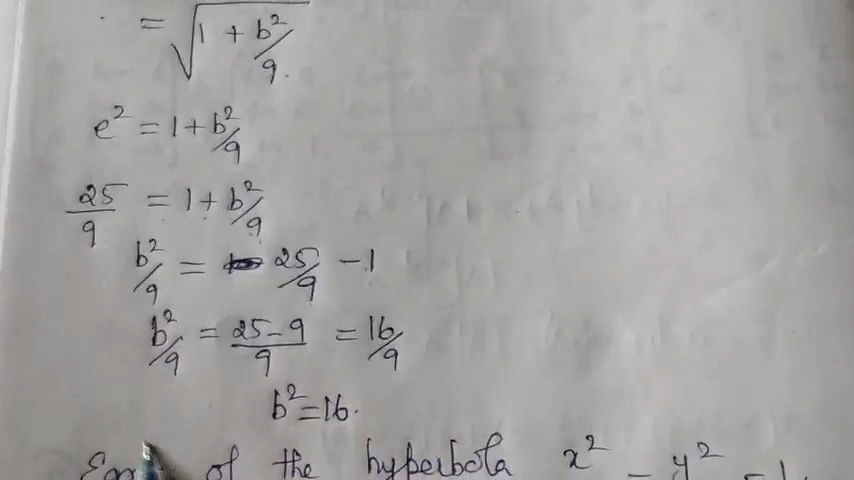 = √1 + b²/9.
e² = 1 + b²/9
25/9 = 1 + b²/9
b²/9 = 25/9 - 1
b²/9 = 25-9/9 = 16/9
b² = 16.
of the hyperbola x² - y² = 1